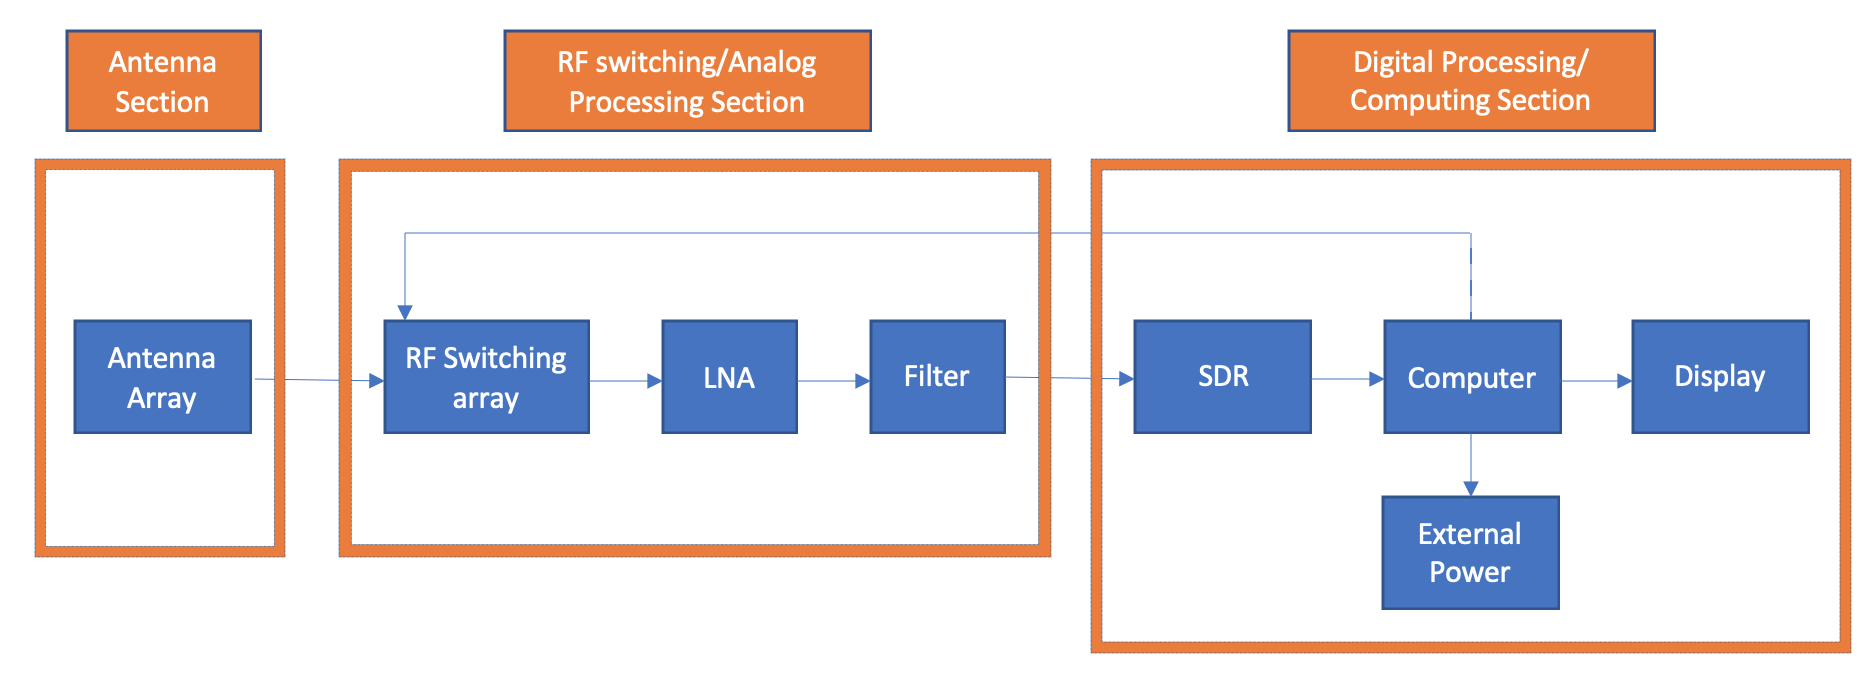 Antenna
Section
RF switching/Analog
Processing Section
Digital Processing/
Computing Section
Antenna
Array
RF Switching
array
LNA
Filter
SDR
Computer
Display
External
Power